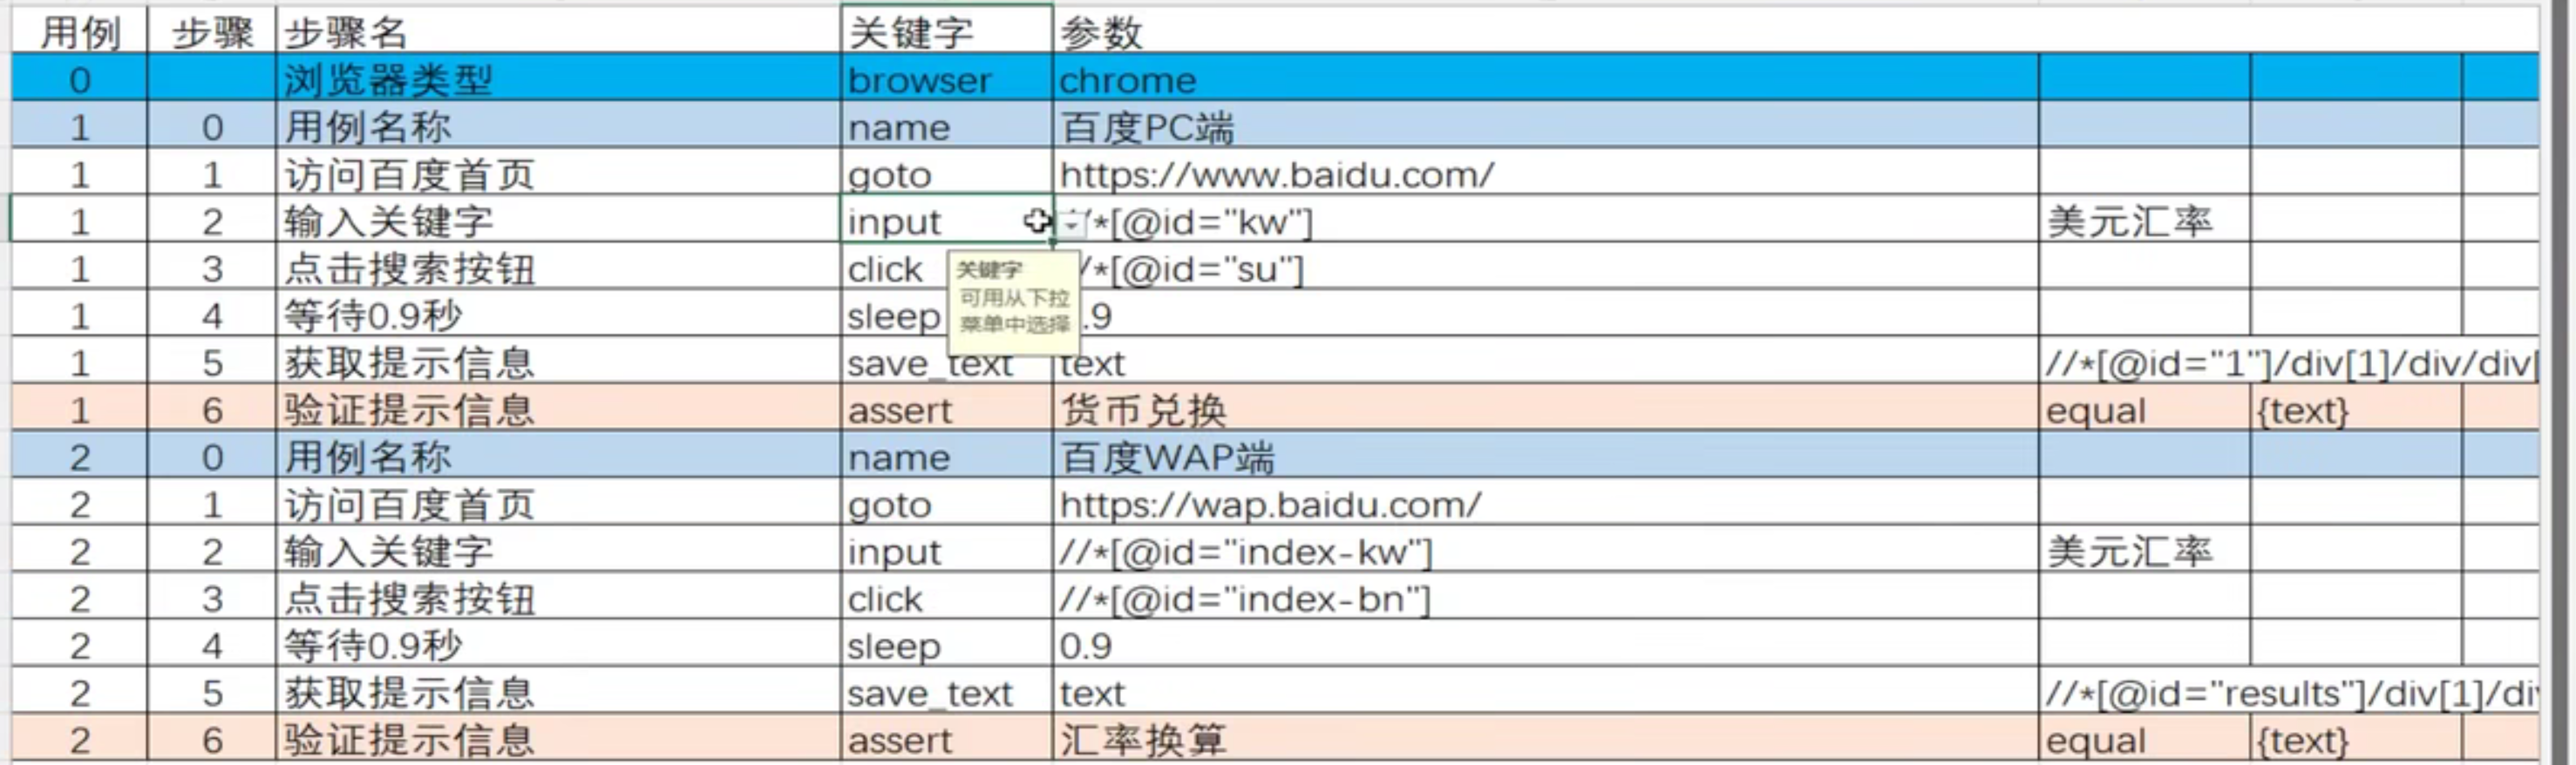 用例 步骤 步骤名 关键字 参数
0 浏览器类型 browser chrome
1 0 用例名称 name 百度PC端
1 1 访问百度首页 goto https://www.baidu.com/
1 2 输入关键字 input /*[@id="kw"] 美元汇率
1 3 点击搜索按钮 click /*[@id="su"]
关键字
可用从下拉
菜单中选择
1 4 等待0.9秒 sleep .9
1 5 获取提示信息 save_text text //*[@id="1"]/div[1]/div/div[
1 6 验证提示信息 assert 货币兑换 equal {text}
2 0 用例名称 name 百度WAP端
2 1 访问百度首页 goto https://wap.baidu.com/
2 2 输入关键字 input //*[@id="index-kw"] 美元汇率
2 3 点击搜索按钮 click //*[@id="index-bn"]
2 4 等待0.9秒 sleep 0.9
2 5 获取提示信息 save_text text //*[@id="results"]/div[1]/di
2 6 验证提示信息 assert 汇率换算 equal {text}